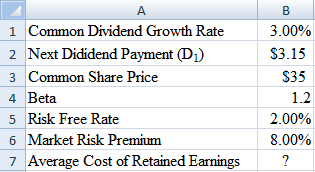 A B
1 Common Dividend Growth Rate 3.00%
2 Next Dididend Payment (D₁) $3.15
3 Common Share Price $35
4 Beta 1.2
5 Risk Free Rate 2.00%
6 Market Risk Premium 8.00%
7 Average Cost of Retained Earnings ?